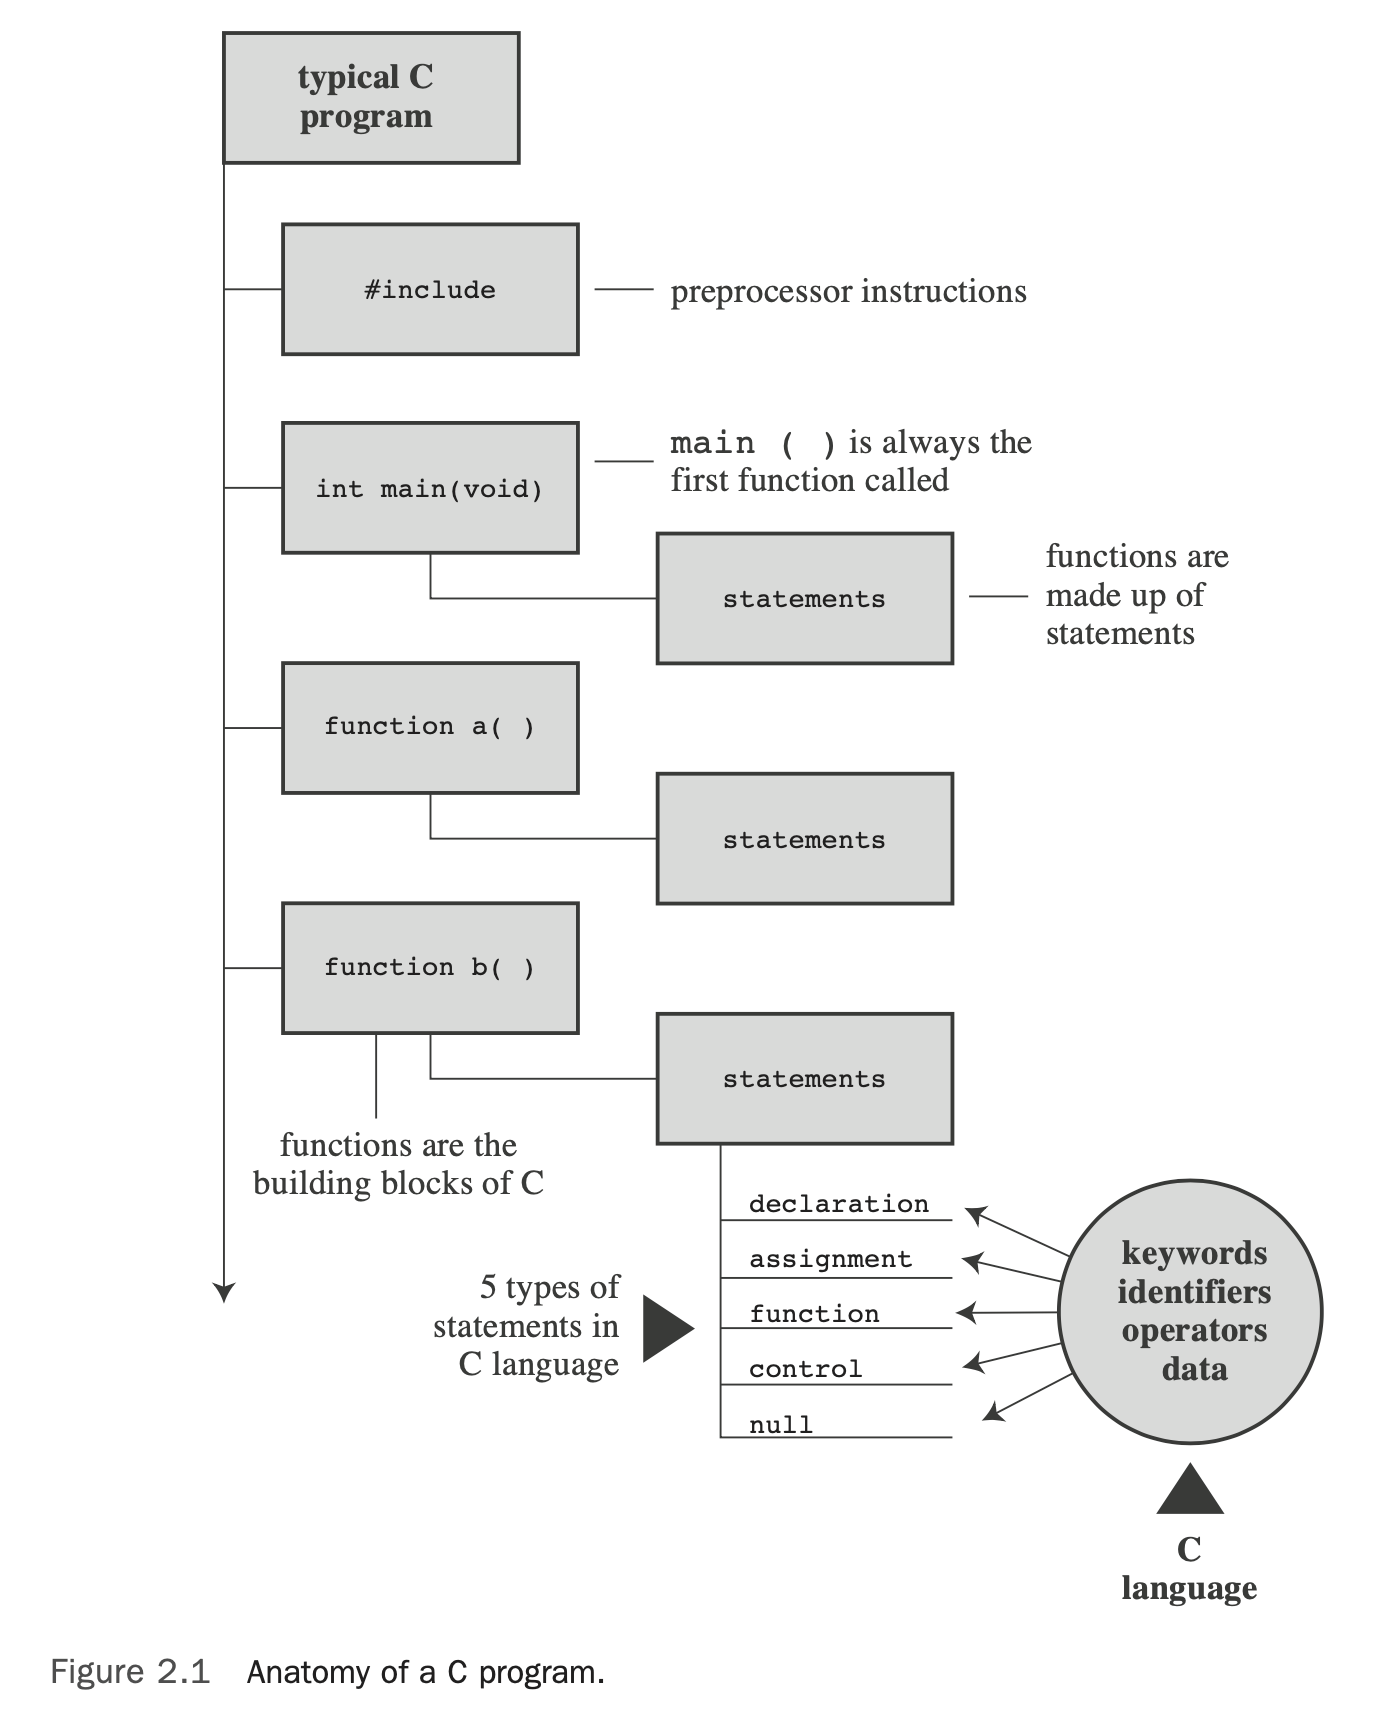 typical C
program
#include
preprocessor instructions
main ( ) is always the
first function called
int main(void)
statements
functions are
made up of
statements
function a( )
statements
function b( )
statements
functions are the
building blocks of C
declaration
assignment
function
control
null
5 types of
statements in
C language
keywords
identifiers
operators
data
C
language
Figure 2.1 Anatomy of a C program.